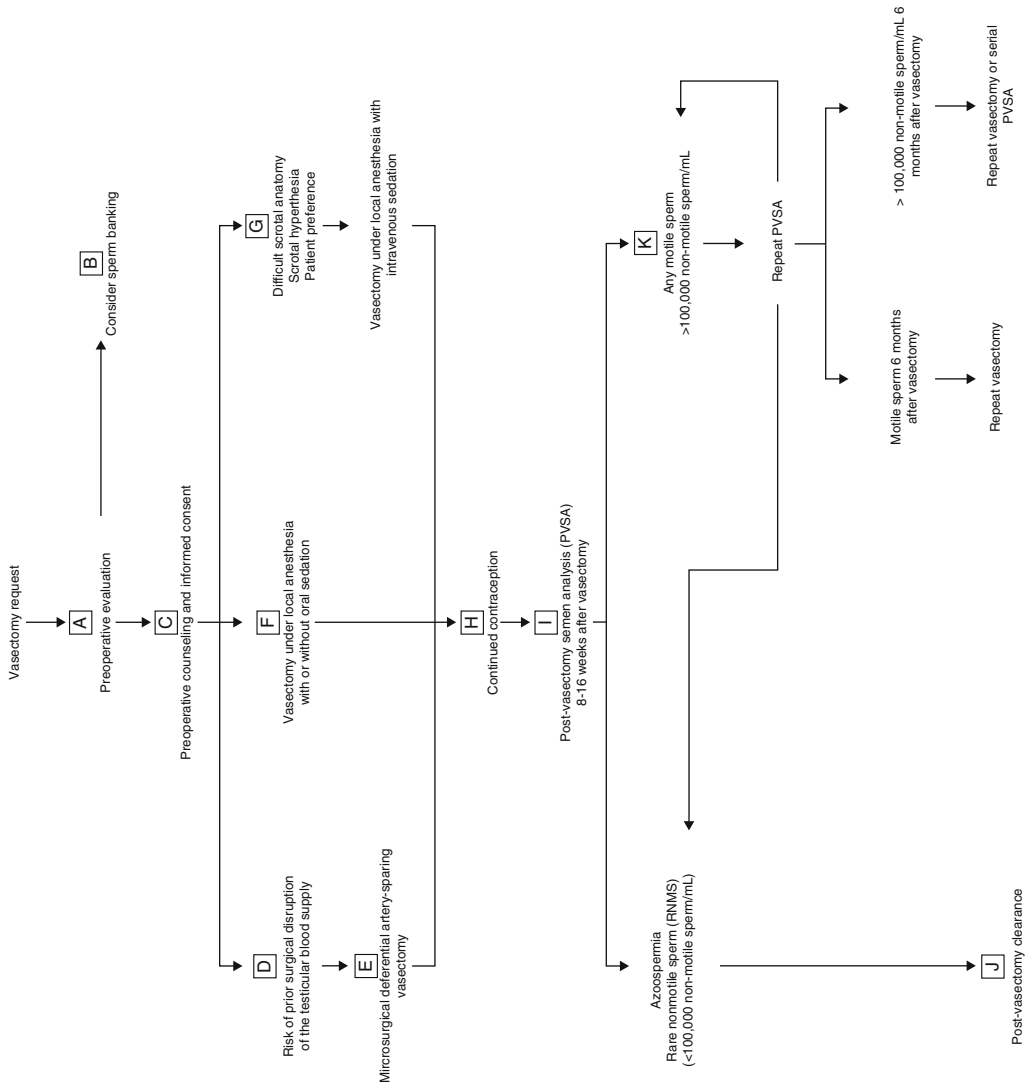 Vasectomy request
A
Preoperative evaluation
B
Consider sperm banking
C
Preoperative counseling and informed consent
D
Risk of prior surgical disruption
of the testicular blood supply
E
Mircrosurgical deferential artery-sparing
vasectomy
F
Vasectomy under local anesthesia
with or without oral sedation
G
Difficult scrotal anatomy
Scrotal hyperthesia
Patient preference
Vasectomy under local anesthesia with
intravenous sedation
H
Continued contraception
I
Post-vasectomy semen analysis (PVSA)
8-16 weeks after vasectomy
Azoospermia
Rare nonmotile sperm (RNMS)
(<100,000 non-motile sperm/mL)
J
Post-vasectomy clearance
K
Any motile sperm
>100,000 non-motile sperm/mL
Repeat PVSA
Motile sperm 6 months
after vasectomy
Repeat vasectomy
> 100,000 non-motile sperm/mL 6
months after vasectomy
Repeat vasectomy or serial
PVSA